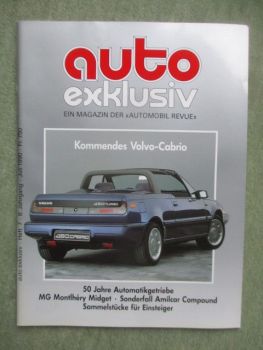 auto
exklusiv
EIN MAGAZIN DER «AUTOMOBIL REVUE»
Kommendes Volvo-Cabrio
50 Jahre Automatikgetriebe
MG Montlhéry Midget · Sonderfall Amilcar Compound
Sammelstücke für Einsteiger